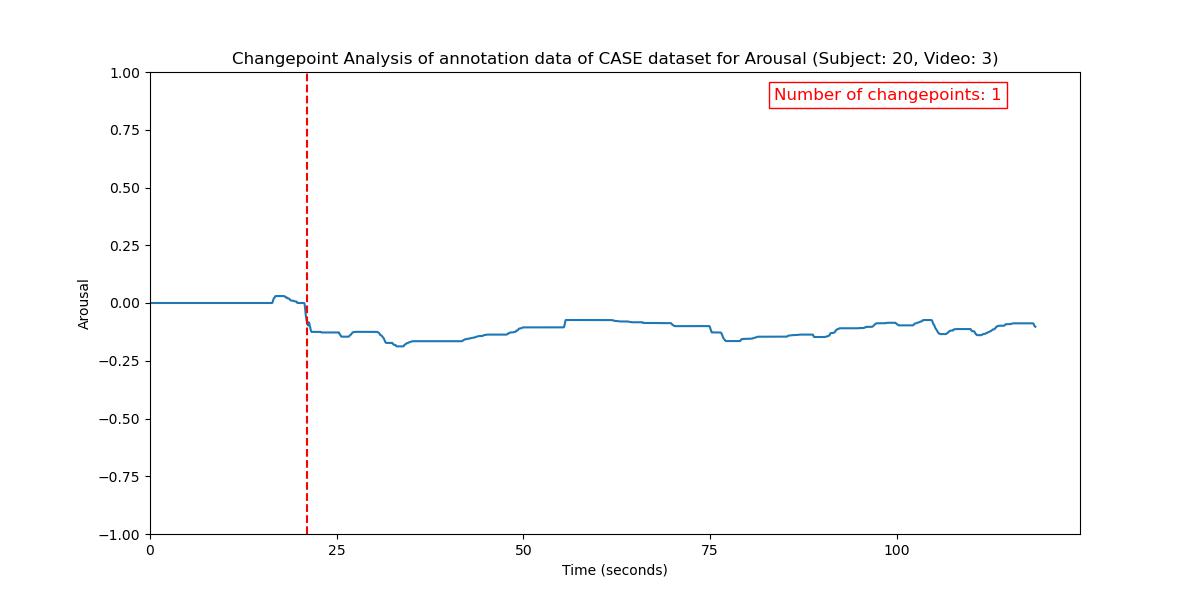 Changepoint Analysis of annotation data of CASE dataset for Arousal (Subject: 20, Video: 3)
Number of changepoints: 1
1.00
0.75
0.50
0.25
0.00
−0.25
−0.50
−0.75
−1.00
Arousal
0 25 50 75 100
Time (seconds)